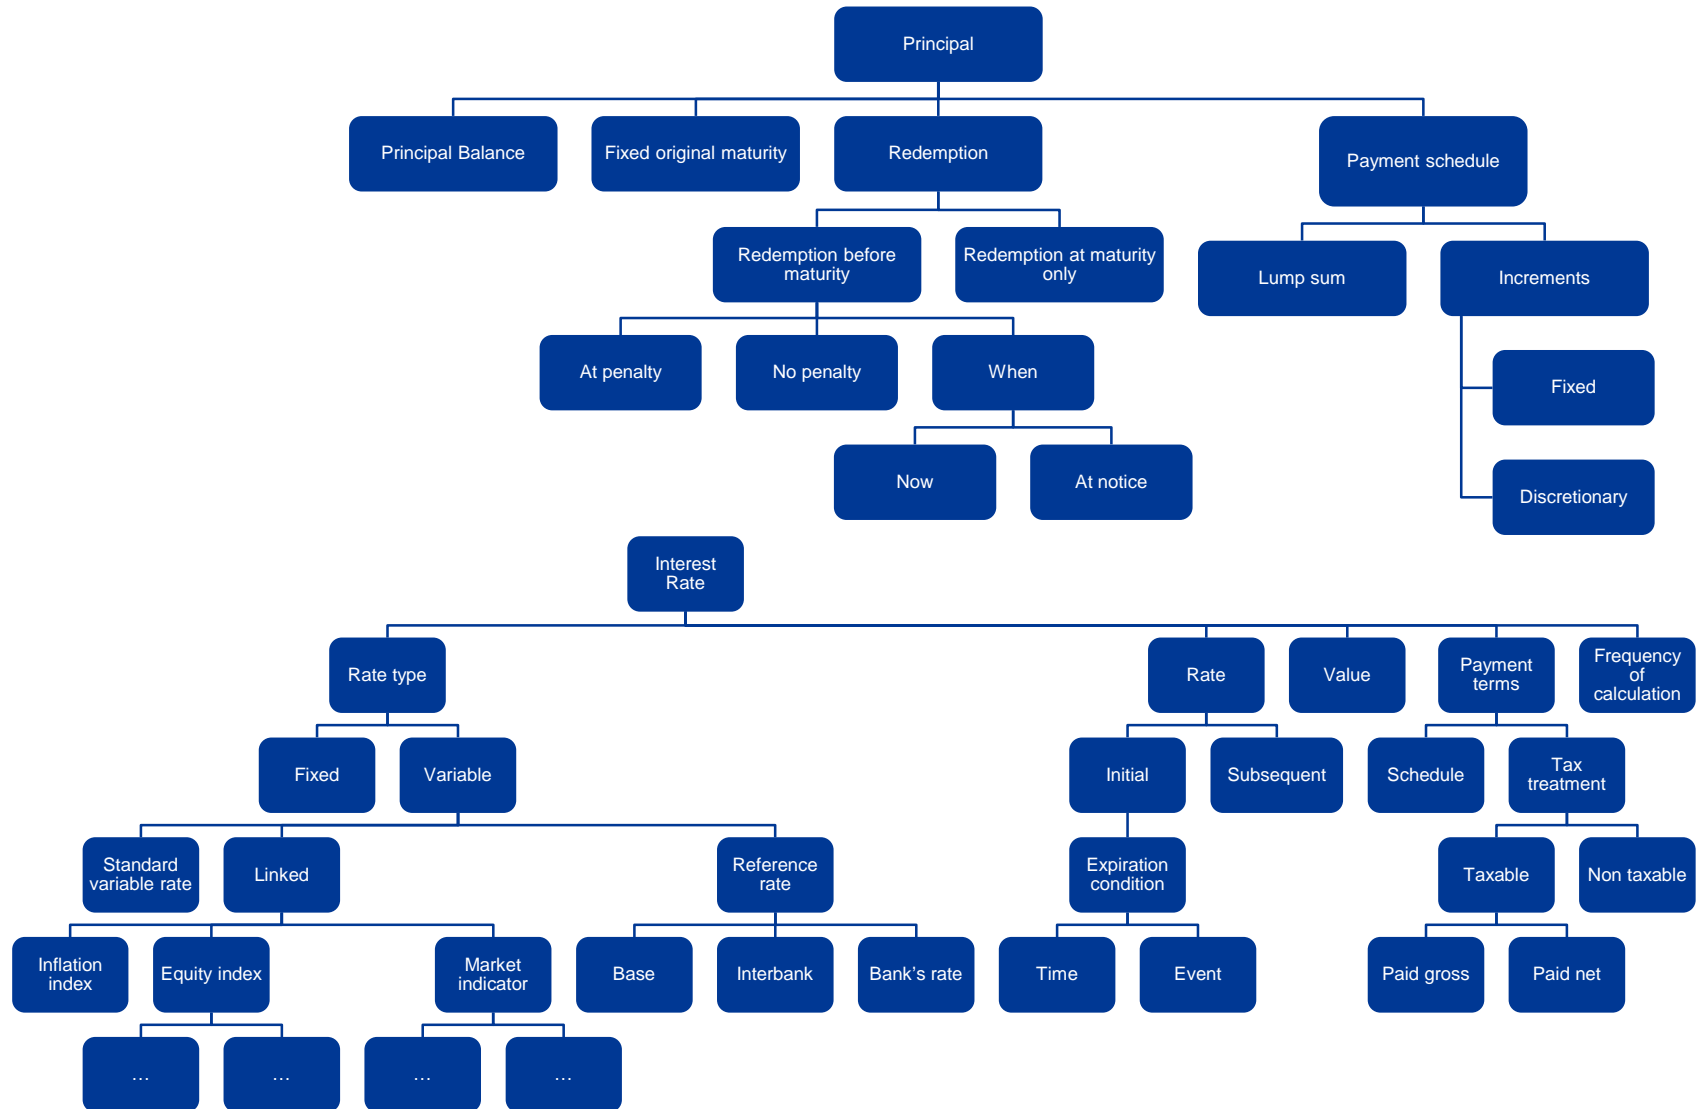 Principal
Principal Balance
Fixed original maturity
Redemption
Payment schedule
Redemption before
maturity
Redemption at maturity
only
Lump sum
Increments
At penalty
No penalty
When
Fixed
Now
At notice
Discretionary
Interest
Rate
Rate type
Rate
Value
Payment
terms
Frequency
of
calculation
Fixed
Variable
Initial
Subsequent
Schedule
Tax
treatment
Standard
variable rate
Linked
Reference
rate
Expiration
condition
Taxable
Non taxable
Inflation
index
Equity index
Market
indicator
Base
Interbank
Bank’s rate
Time
Event
Paid gross
Paid net
…
…
…
…